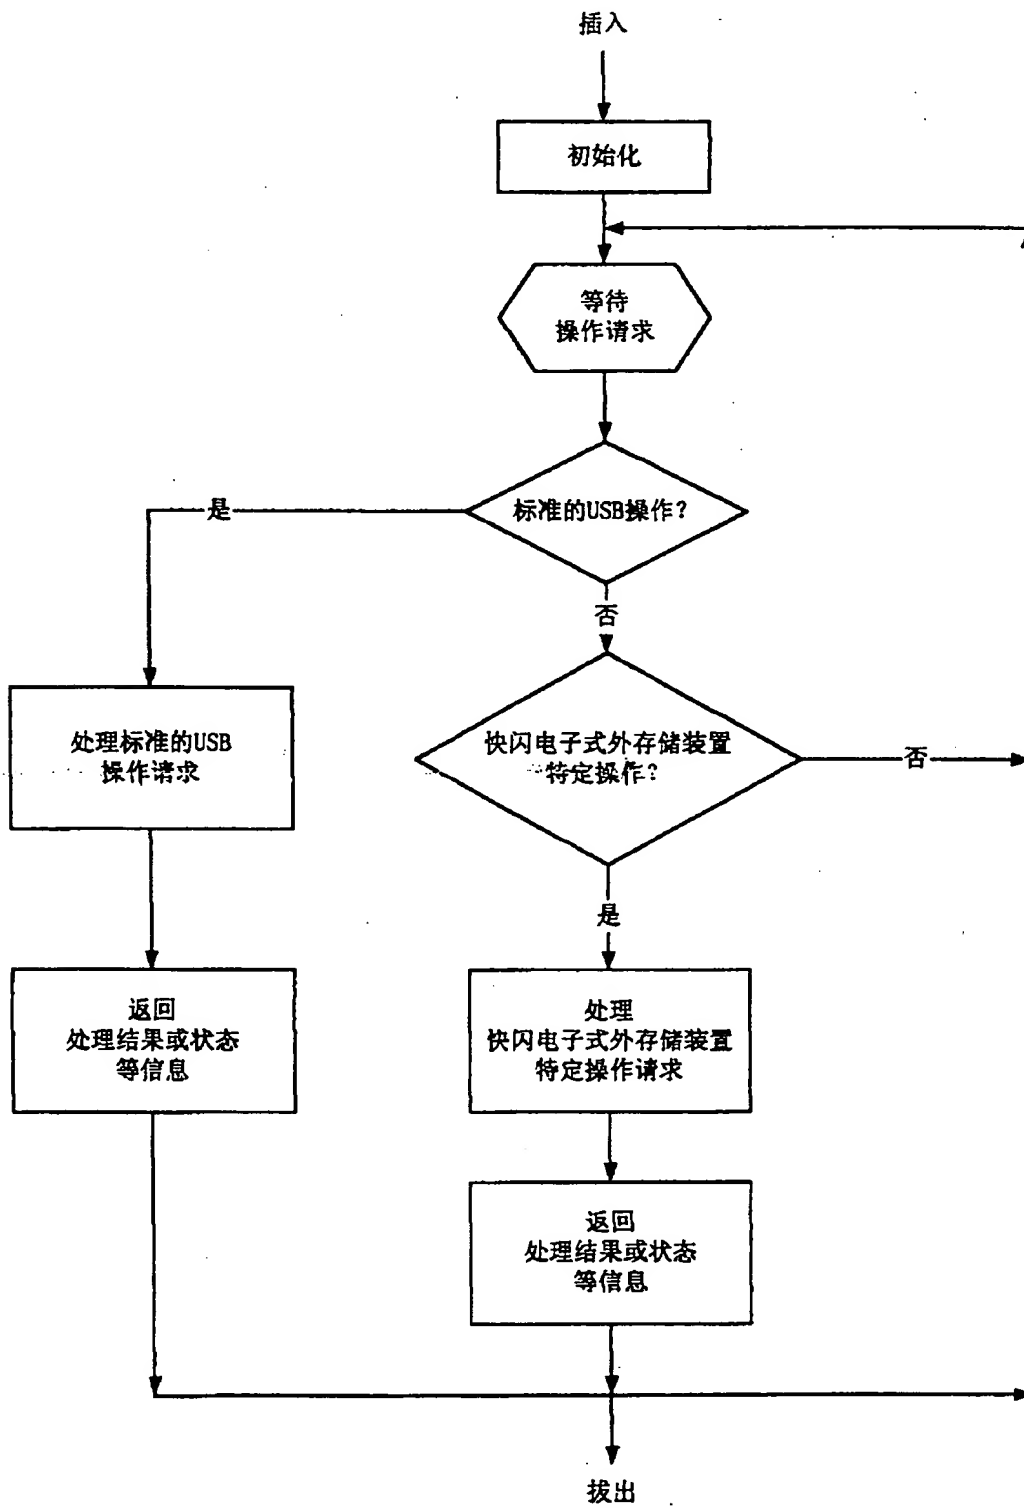 插入
初始化
等待
操作请求
标准的USB操作？
是
否
处理标准的USB
操作请求
快闪电子式外存储装置
特定操作？
否
是
返回
处理结果或状态
等信息
处理
快闪电子式外存储装置
特定操作请求
返回
处理结果或状态
等信息
拔出